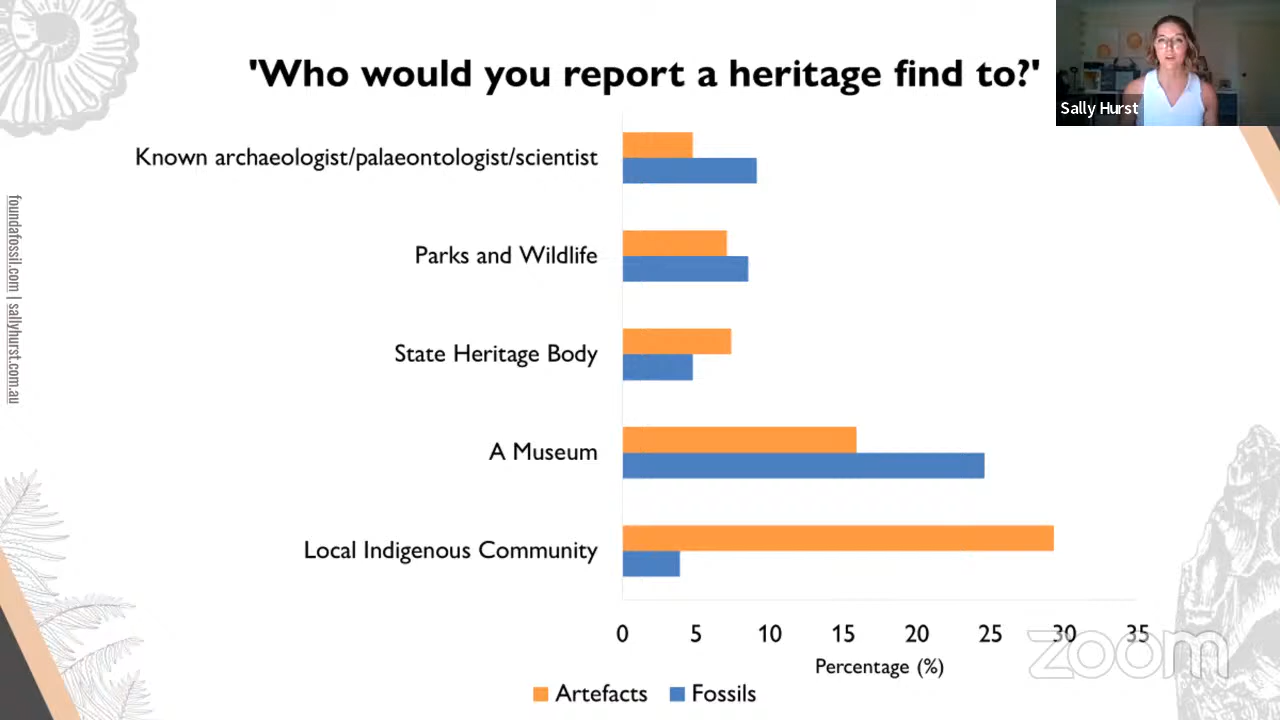 'Who would you report a heritage find to?'
Sally Hurst
Known archaeologist/palaeontologist/scientist
Parks and Wildlife
State Heritage Body
A Museum
Local Indigenous Community
0 5 10 15 20 25 30 35
Percentage (%)
Artefacts Fossils
foundafossil.com | sallyhurst.com.au
zoom